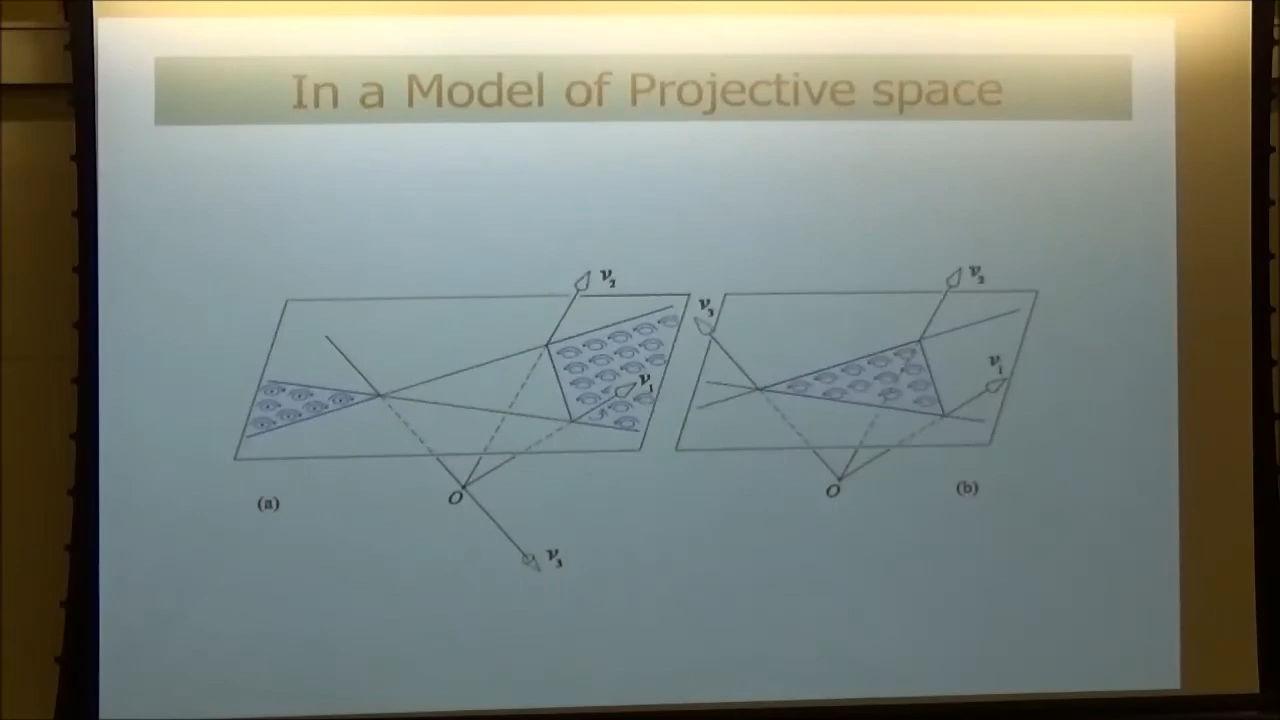 In a Model of Projective space
v₂
v₁
O
v₃
(a)
v₂
v₃
v₁
O
(b)